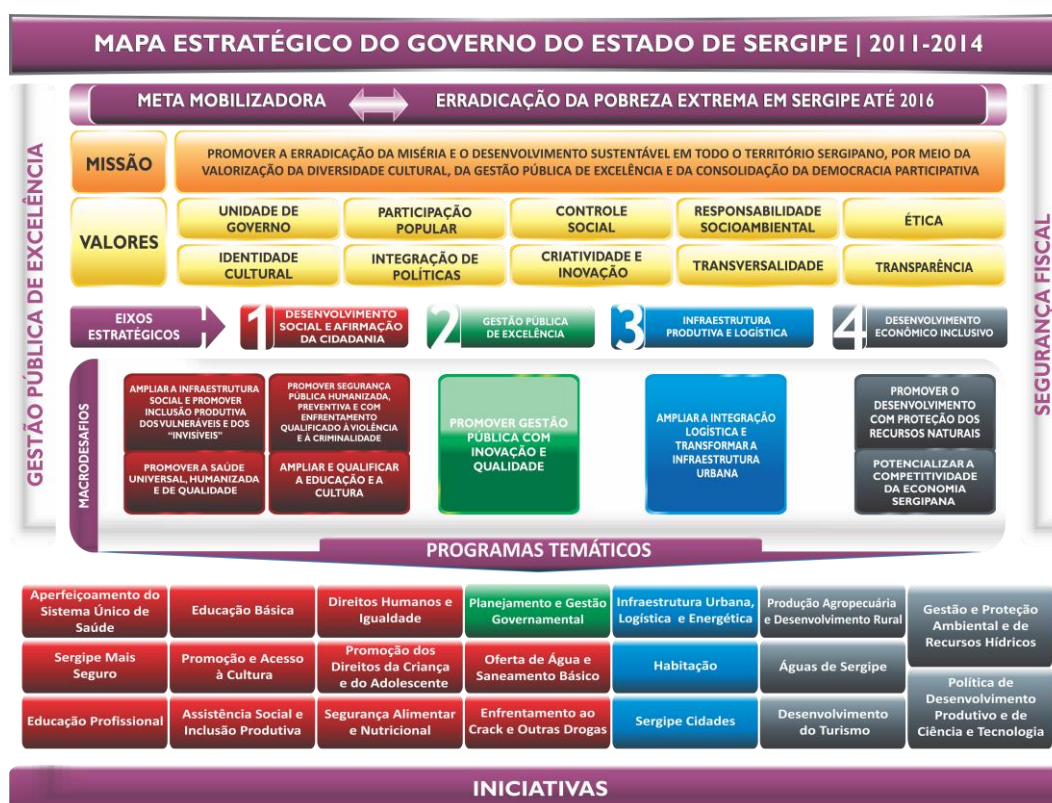 MAPA ESTRATÉGICO DO GOVERNO DO ESTADO DE SERGIPE | 2011-2014
GESTÃO PÚBLICA DE EXCELÊNCIA
META MOBILIZADORA
ERRADICAÇÃO DA POBREZA EXTREMA EM SERGIPE ATÉ 2016
MISSÃO
PROMOVER A ERRADICAÇÃO DA MISÉRIA E O DESENVOLVIMENTO SUSTENTÁVEL EM TODO O TERRITÓRIO SERGIPANO, POR MEIO DA
VALORIZAÇÃO DA DIVERSIDADE CULTURAL, DA GESTÃO PÚBLICA DE EXCELÊNCIA E DA CONSOLIDAÇÃO DA DEMOCRACIA PARTICIPATIVA
VALORES
UNIDADE DE
GOVERNO
PARTICIPAÇÃO
POPULAR
CONTROLE
SOCIAL
RESPONSABILIDADE
SOCIOAMBIENTAL
ÉTICA
IDENTIDADE
CULTURAL
INTEGRAÇÃO DE
POLÍTICAS
CRIATIVIDADE E
INOVAÇÃO
TRANSVERSALIDADE
TRANSPARÊNCIA
SEGURANÇA FISCAL
EIXOS
ESTRATÉGICOS
1
DESENVOLVIMENTO
SOCIAL E AFIRMAÇÃO
DA CIDADANIA
2
GESTÃO PÚBLICA
DE EXCELÊNCIA
3
INFRAESTRUTURA
PRODUTIVA E LOGÍSTICA
4
DESENVOLVIMENTO
ECONÔMICO INCLUSIVO
MACRODESAFIOS
AMPLIAR A INFRAESTRUTURA
SOCIAL E PROMOVER
INCLUSÃO PRODUTIVA
DOS VULNERÁVEIS E DOS
"INVISÍVEIS"
PROMOVER SEGURANÇA
PÚBLICA HUMANIZADA,
PREVENTIVA E COM
ENFRENTAMENTO
QUALIFICADO À VIOLÊNCIA
E À CRIMINALIDADE
PROMOVER A SAÚDE
UNIVERSAL, HUMANIZADA
E DE QUALIDADE
AMPLIAR E QUALIFICAR
A EDUCAÇÃO E A
CULTURA
PROMOVER GESTÃO
PÚBLICA COM
INOVAÇÃO E
QUALIDADE
AMPLIAR A INTEGRAÇÃO
LOGÍSTICA E
TRANSFORMAR A
INFRAESTRUTURA
URBANA
PROMOVER O
DESENVOLVIMENTO
COM PROTEÇÃO DOS
RECURSOS NATURAIS
POTENCIALIZAR A
COMPETITIVIDADE
DA ECONOMIA
SERGIPANA
PROGRAMAS TEMÁTICOS
Aperfeiçoamento do
Sistema Único de
Saúde
Educação Básica
Direitos Humanos e
Igualdade
Planejamento e Gestão
Governamental
Infraestrutura Urbana,
Logística e Energética
Produção Agropecuária
e Desenvolvimento Rural
Gestão e Proteção
Ambiental e de
Recursos Hídricos
Sergipe Mais
Seguro
Promoção e Acesso
à Cultura
Promoção dos
Direitos da Criança
e do Adolescente
Oferta de Água e
Saneamento Básico
Habitação
Águas de Sergipe
Política de
Desenvolvimento
Produtivo e de
Ciência e Tecnologia
Educação Profissional
Assistência Social e
Inclusão Produtiva
Segurança Alimentar
e Nutricional
Enfrentamento ao
Crack e Outras Drogas
Sergipe Cidades
Desenvolvimento
do Turismo
INICIATIVAS